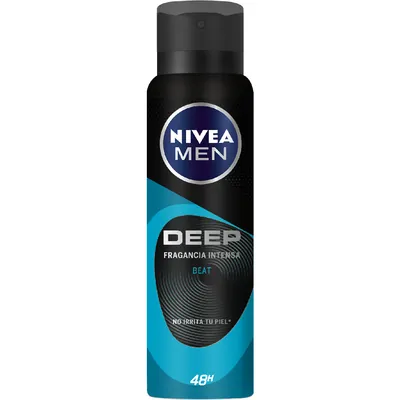 NIVEA
MEN
DEEP
FRAGANCIA INTENSA
BEAT
NO IRRITA TU PIEL*
48H